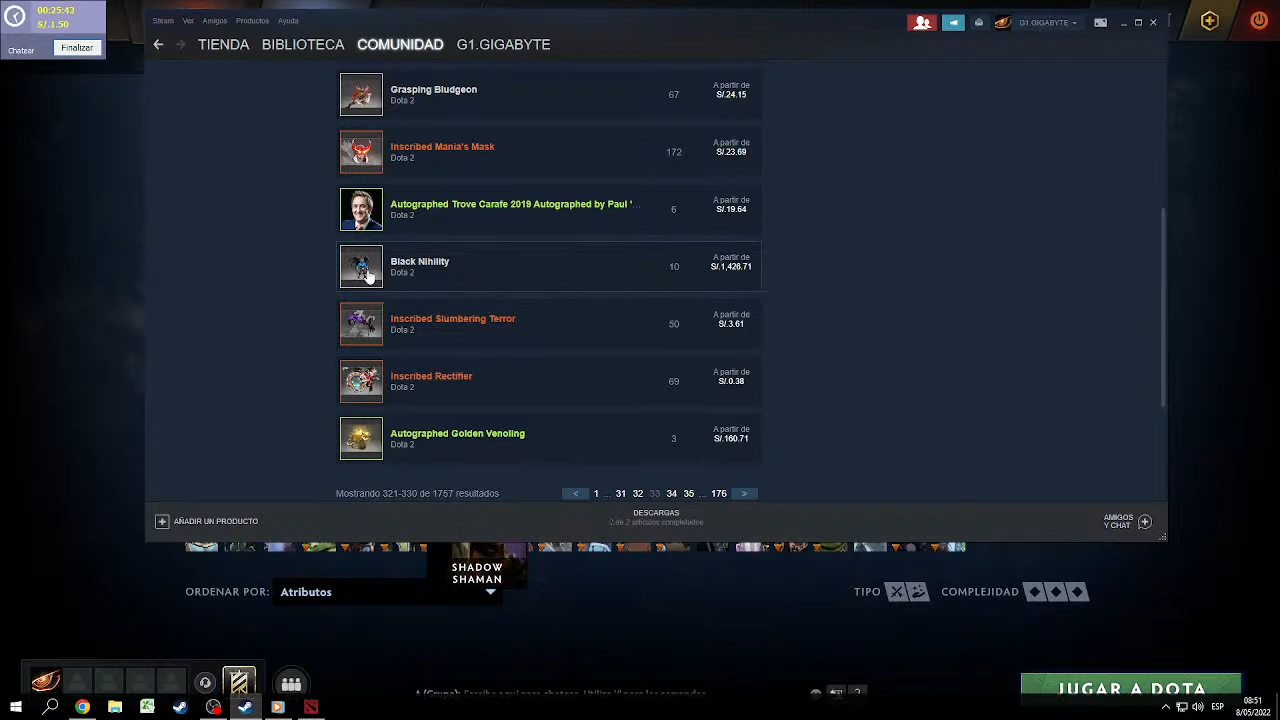 00:25:43
S/.1.50
Chatear
Finalizar
Steam Ver Amigos Productos Ayuda
G1.GIGABYTE
TIENDA BIBLIOTECA COMUNIDAD G1.GIGABYTE
Grasping Bludgeon
Dota 2
67
A partir de
S/.24.15
Inscribed Mania's Mask
Dota 2
172
A partir de
S/.23.69
Autographed Trove Carafe 2019 Autographed by Paul '...
Dota 2
6
A partir de
S/.19.64
Black Nihility
Dota 2
10
A partir de
S/.1,426.71
Inscribed Slumbering Terror
Dota 2
50
A partir de
S/.3.61
Inscribed Rectifier
Dota 2
69
A partir de
S/.0.38
Autographed Golden Venoling
Dota 2
3
A partir de
S/.160.71
Mostrando 321-330 de 1757 resultados
< 1 ... 31 32 33 34 35 ... 176 >
AÑADIR UN PRODUCTO
DESCARGAS
2 de 2 artículos completados
AMIGOS
Y CHAT
SHADOW
SHAMAN
ORDENAR POR: Atributos
TIPO
COMPLEJIDAD
ESP
08:51
8/05/2022